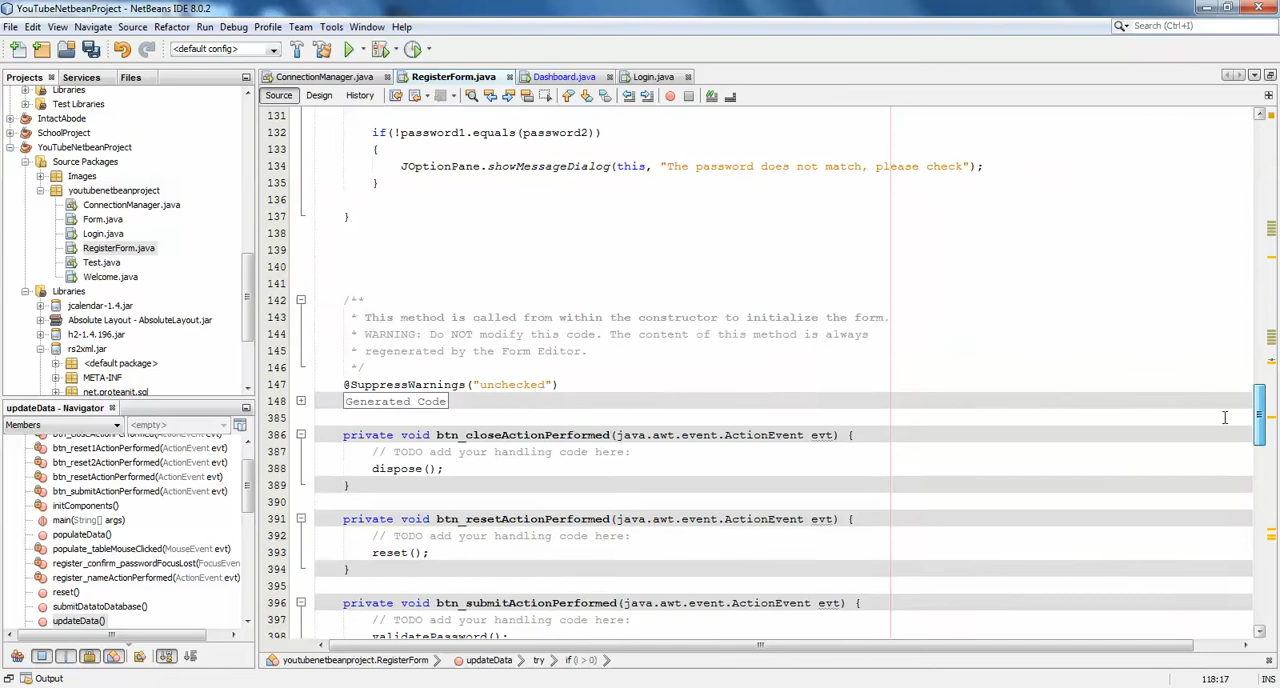 YouTubeNetbeanProject - NetBeans IDE 8.0.2
File Edit View Navigate Source Refactor Run Debug Profile Team Tools Window Help
Search (Ctrl+I)
<default config>
Projects Services Files
ConnectionManager.java RegisterForm.java Dashboard.java Login.java
Source Design History
Libraries
Test Libraries
IntactAbode
SchoolProject
YouTubeNetbeanProject
Source Packages
Images
youtubenetbeanproject
ConnectionManager.java
Form.java
Login.java
RegisterForm.java
Test.java
Welcome.java
Libraries
jcalendar-1.4.jar
Absolute Layout - AbsoluteLayout.jar
h2-1.4.196.jar
rs2xml.jar
<default package>
META-INF
net.proteanit.sql
updateData - Navigator
Members <empty>
btn_closeActionPerformed(ActionEvent evt)
btn_reset1ActionPerformed(ActionEvent evt)
btn_reset2ActionPerformed(ActionEvent evt)
btn_resetActionPerformed(ActionEvent evt)
btn_submitActionPerformed(ActionEvent evt)
initComponents()
main(String[] args)
populateData()
populate_tableMouseClicked(MouseEvent evt)
register_confirm_passwordFocusLost(FocusEven
register_nameActionPerformed(ActionEvent evt)
reset()
submitDatatoDatabase()
updateData()
131
132 if(!password1.equals(password2))
133 {
134 JOptionPane.showMessageDialog(this, "The password does not match, please check");
135 }
136
137 }
138
139
140
141
142 /**
143 * This method is called from within the constructor to initialize the form.
144 * WARNING: Do NOT modify this code. The content of this method is always
145 * regenerated by the Form Editor.
146 */
147 @SuppressWarnings("unchecked")
148 Generated Code
385
386 private void btn_closeActionPerformed(java.awt.event.ActionEvent evt) {
387 // TODO add your handling code here:
388 dispose();
389 }
390
391 private void btn_resetActionPerformed(java.awt.event.ActionEvent evt) {
392 // TODO add your handling code here:
393 reset();
394 }
395
396 private void btn_submitActionPerformed(java.awt.event.ActionEvent evt) {
397 // TODO add your handling code here:
398 validatePassword();
youtubenetbeanproject.RegisterForm updateData try if (i > 0)
Output
118:17 INS